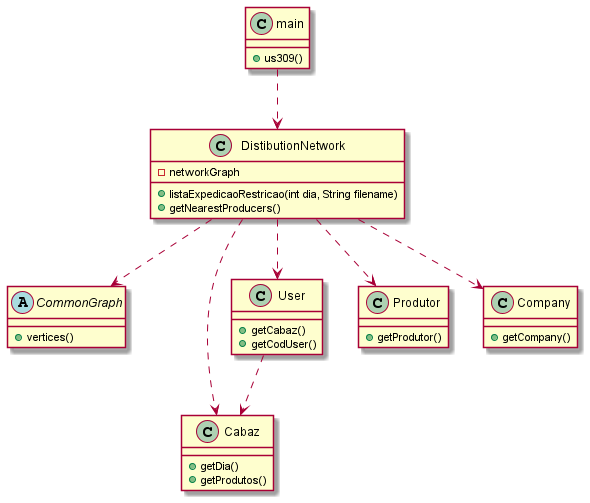 C main
us309()
C DistibutionNetwork
networkGraph
listaExpedicaoRestricao(int dia, String filename)
getNearestProducers()
A CommonGraph
vertices()
C User
getCabaz()
getCodUser()
C Produtor
getProdutor()
C Company
getCompany()
C Cabaz
getDia()
getProdutos()